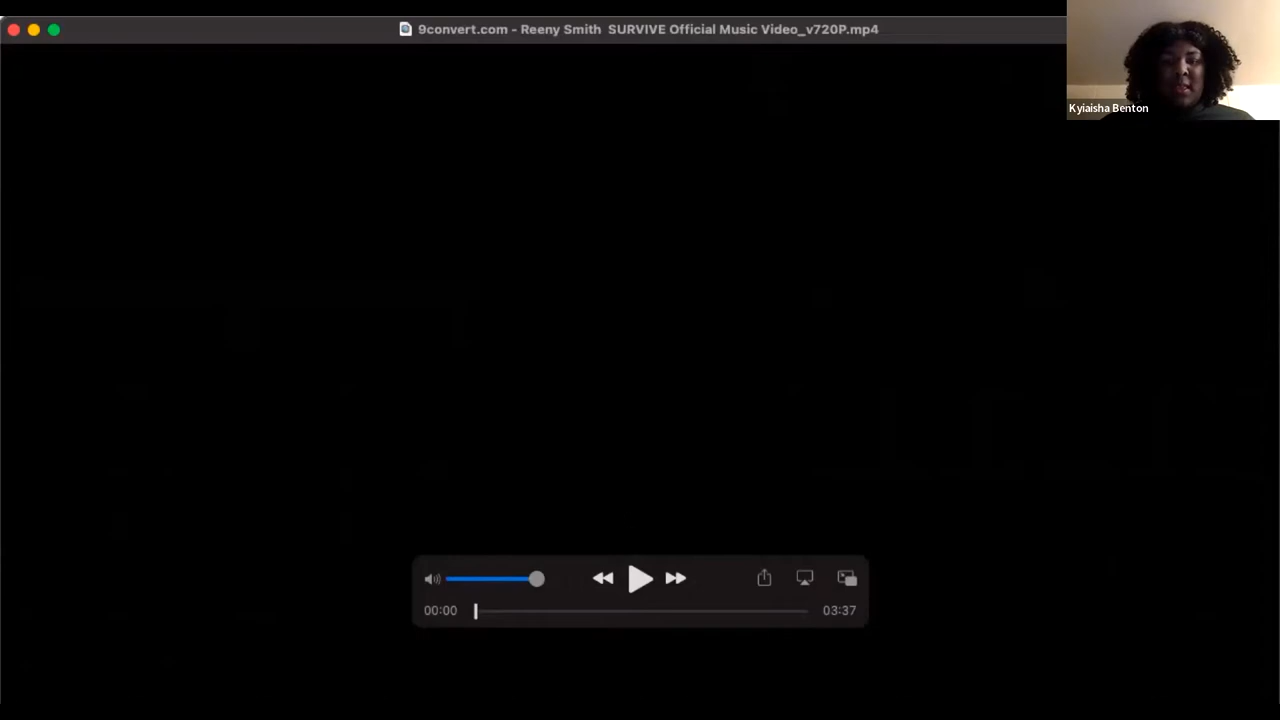 9convert.com - Reeny Smith SURVIVE Official Music Video_v720P.mp4
Kyiaisha Benton
00:00
03:37